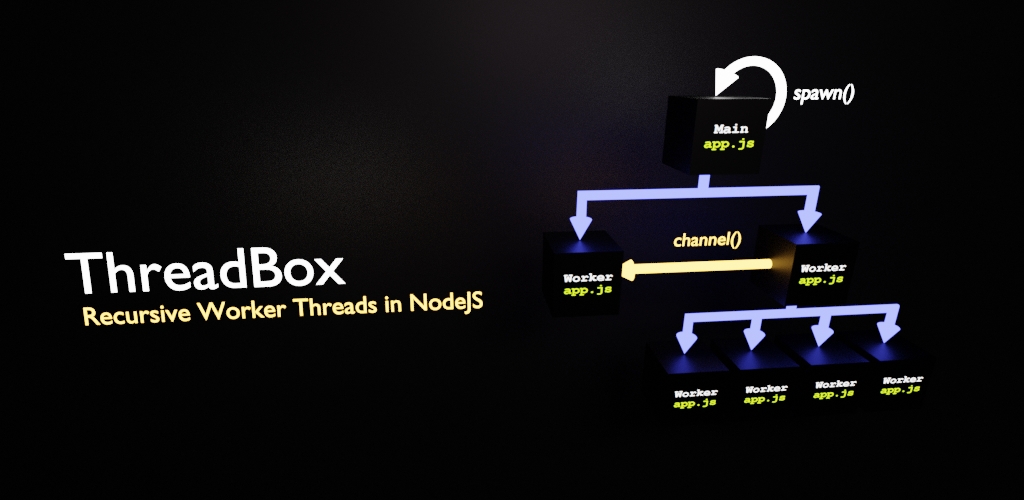 ThreadBox
Recursive Worker Threads in NodeJS
spawn()
Main
app.js
channel()
Worker
app.js
Worker
app.js
Worker
app.js
Worker
app.js
Worker
app.js
Worker
app.js